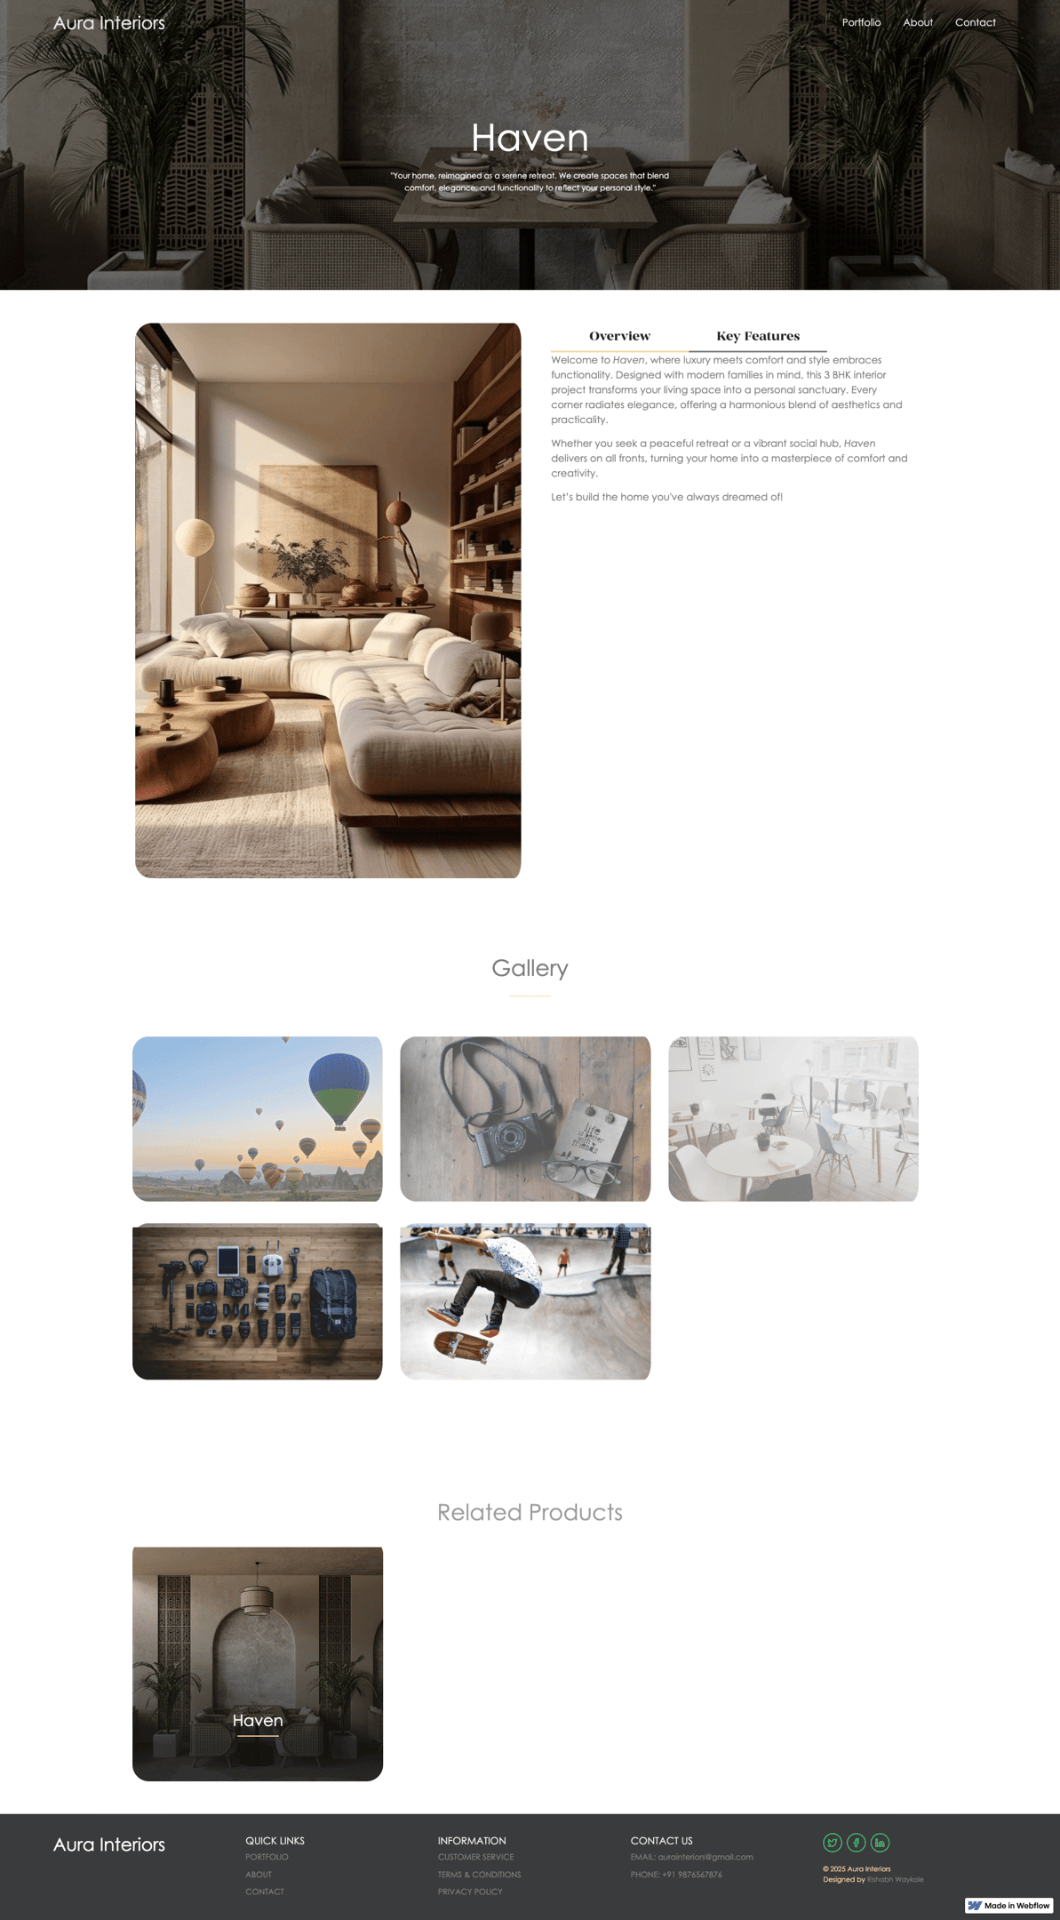 Aura Interiors
Portfolio
About
Contact
Haven
"Your home, reimagined as a serene retreat. We create spaces that blend
comfort, elegance, and functionality to reflect your personal style."
Overview
Key Features
Welcome to Haven, where luxury meets comfort and style embraces
functionality. Designed with modern families in mind, this 3 BHK interior
project transforms your living space into a personal sanctuary. Every
corner radiates elegance, offering a harmonious blend of aesthetics and
practicality.
Whether you seek a peaceful retreat or a vibrant social hub, Haven
delivers on all fronts, turning your home into a masterpiece of comfort and
creativity.
Let's build the home you've always dreamed of!
Gallery
life
&
Related Products
Haven
Aura Interiors
QUICK LINKS
PORTFOLIO
ABOUT
CONTACT
INFORMATION
CUSTOMER SERVICE
TERMS & CONDITIONS
PRIVACY POLICY
CONTACT US
EMAIL: aurainteriors@gmail.com
PHONE: +91 9876567876
© 2025 Aura Interiors
Designed by Rishabh Waykole
Made in Webflow